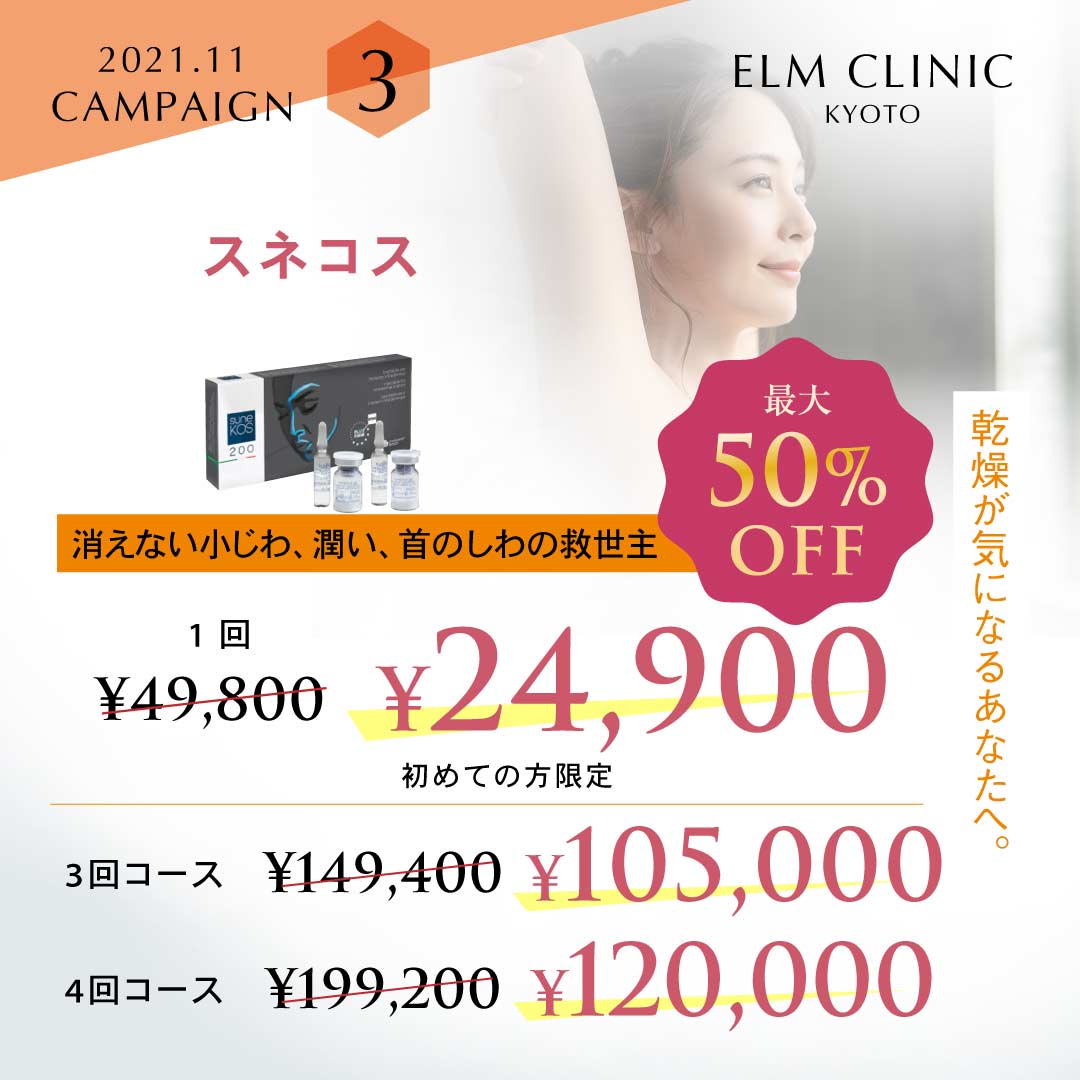 2021.11
CAMPAIGN
3
ELM CLINIC
KYOTO
スネコス
sune
KOS
200
最大
50%
OFF
乾燥が気になるあなたへ。
消えない小じわ、潤い、首のしわの救世主
1 回
¥49,800 ¥24,900
初めての方限定
3回コース ¥149,400 ¥105,000
4回コース ¥199,200 ¥120,000